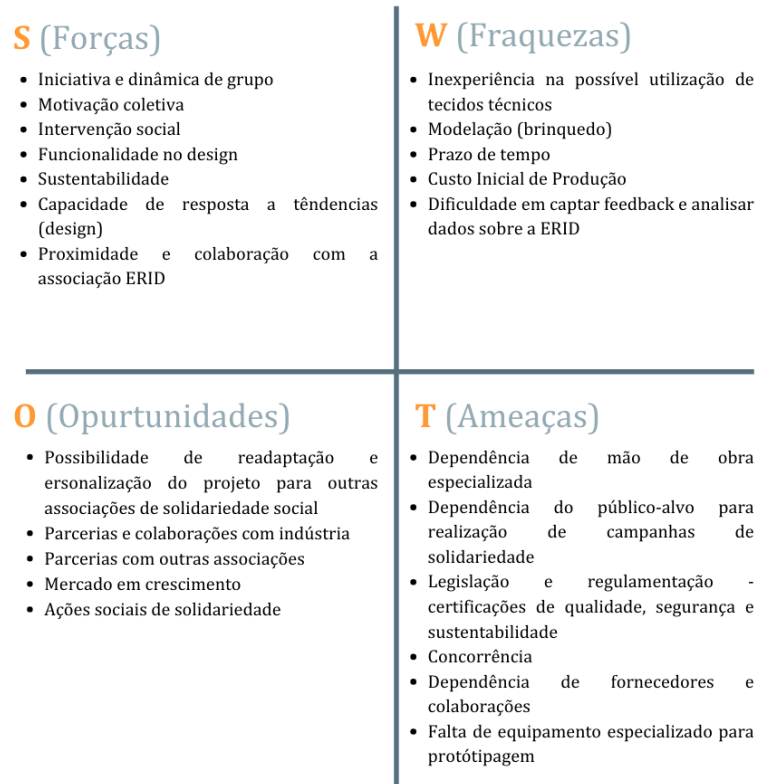 S (Forças)
Iniciativa e dinâmica de grupo
Motivação coletiva
Intervenção social
Funcionalidade no design
Sustentabilidade
Capacidade de resposta a têndencias
(design)
Proximidade e colaboração com a
associação ERID
W (Fraquezas)
Inexperiência na possível utilização de
tecidos técnicos
Modelação (brinquedo)
Prazo de tempo
Custo Inicial de Produção
Dificuldade em captar feedback e analisar
dados sobre a ERID
O (Opurtunidades)
Possibilidade de readaptação e
ersonalização do projeto para outras
associações de solidariedade social
Parcerias e colaborações com indústria
Parcerias com outras associações
Mercado em crescimento
Ações sociais de solidariedade
T (Ameaças)
Dependência de mão de obra
especializada
Dependência do público-alvo para
realização de campanhas de
solidariedade
Legislação e regulamentação -
certificações de qualidade, segurança e
sustentabilidade
Concorrência
Dependência de fornecedores e
colaborações
Falta de equipamento especializado para
protótipagem